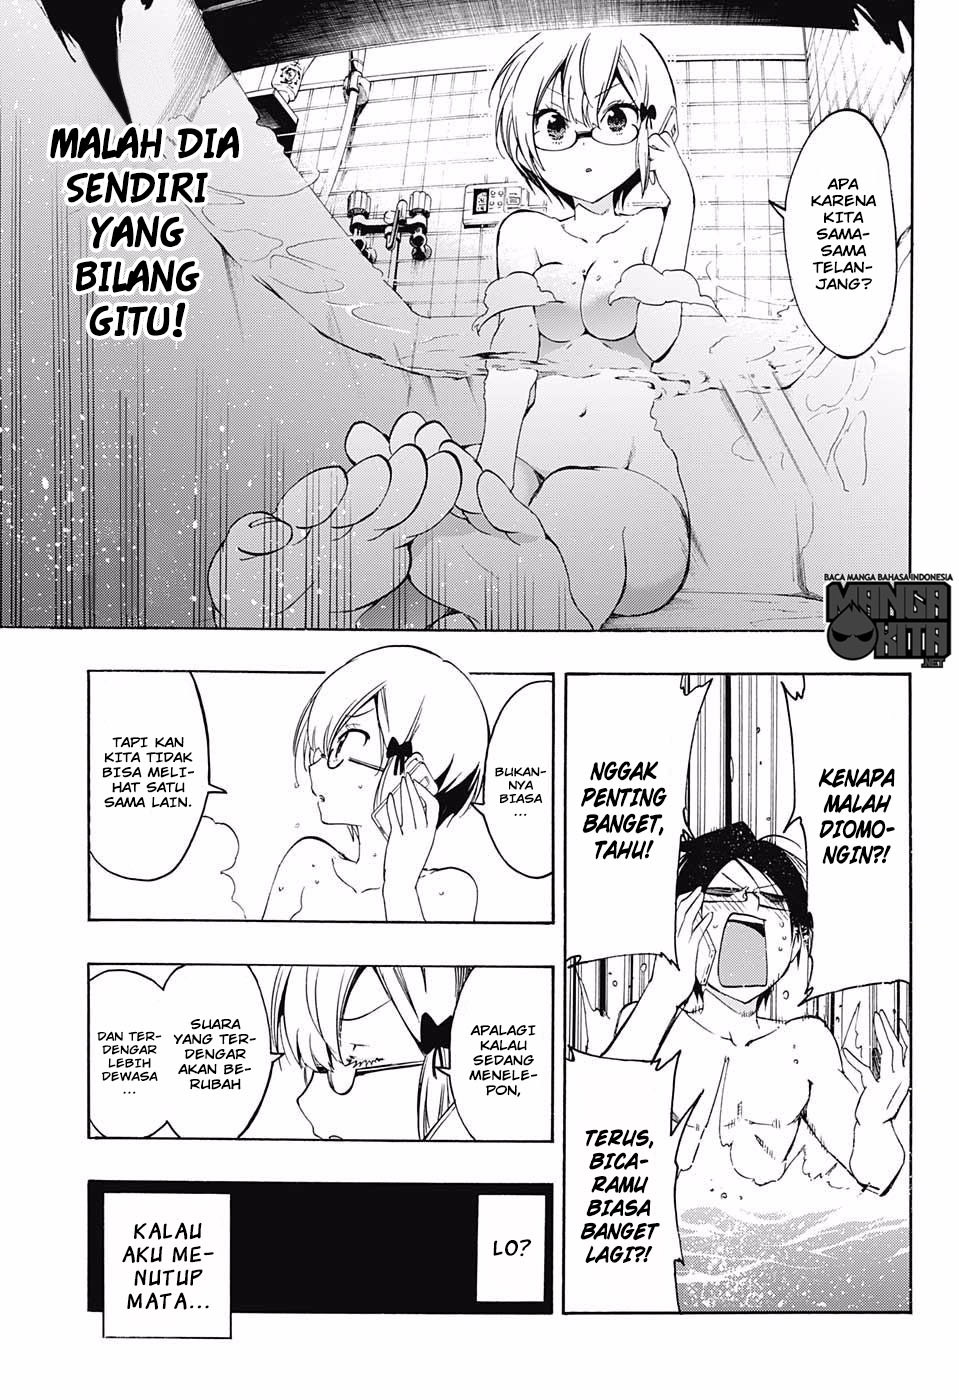 APA
KARENA
KITA
SAMA-
SAMA
TELAN-
JANG?
MALAH DIA
SENDIRI
YANG
BILANG
GITU!
BACA MANGA BAHASA INDONESIA
MANGA
KITA
.NET
KENAPA
MALAH
DIOMO-
NGIN?!
NGGAK
PENTING
BANGET,
TAHU!
TERUS,
BICA-
RAMU
BIASA
BANGET
LAGI?!
BUKAN-
NYA
BIASA
...
TAPI KAN
KITA TIDAK
BISA MELI-
HAT SATU
SAMA LAIN.
APALAGI
KALAU
SEDANG
MENELE-
PON,
SUARA
YANG TER-
DENGAR
AKAN BE-
RUBAH
DAN TER-
DENGAR
LEBIH
DEWASA
...
LO?
KALAU
AKU ME-
NUTUP
MATA...